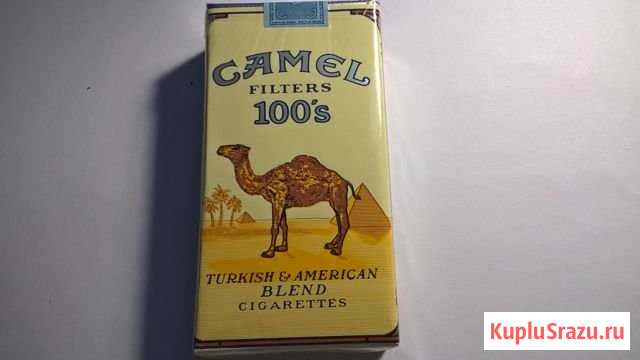 CAMEL
FILTERS
100's
TURKISH & AMERICAN
BLEND
CIGARETTES
KupluSrazu.ru